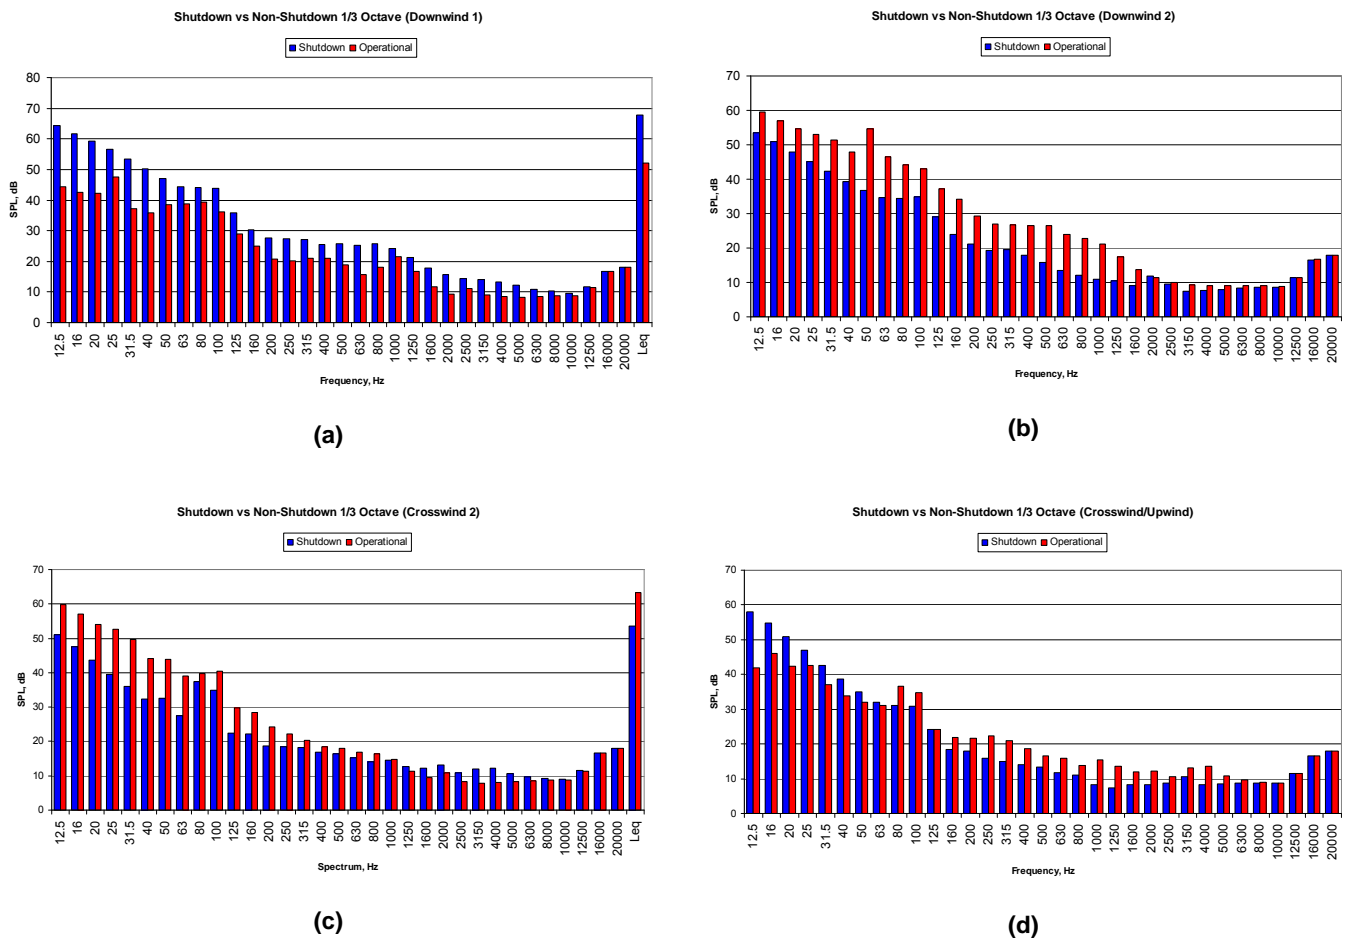 Shutdown vs Non-Shutdown 1/3 Octave (Downwind 1)
Shutdown Operational
80
70
60
50
40
30
20
10
0
SPL, dB
12.5 16 20 25 31.5 40 50 63 80 100 125 160 200 250 315 400 500 630 800 1000 1250 1600 2000 2500 3150 4000 5000 6300 8000 10000 12500 16000 20000 Leq
Frequency, Hz
(a)
Shutdown vs Non-Shutdown 1/3 Octave (Downwind 2)
Shutdown Operational
70
60
50
40
30
20
10
0
SPL, dB
12.5 16 20 25 31.5 40 50 63 80 100 125 160 200 250 315 400 500 630 800 1000 1250 1600 2000 2500 3150 4000 5000 6300 8000 10000 12500 16000 20000
Frequency, Hz
(b)
Shutdown vs Non-Shutdown 1/3 Octave (Crosswind 2)
Shutdown Operational
70
60
50
40
30
20
10
0
SPL, dB
12.5 16 20 25 31.5 40 50 63 80 100 125 160 200 250 315 400 500 630 800 1000 1250 1600 2000 2500 3150 4000 5000 6300 8000 10000 12500 16000 20000 Leq
Spectrum, Hz
(c)
Shutdown vs Non-Shutdown 1/3 Octave (Crosswind/Upwind)
Shutdown Operational
70
60
50
40
30
20
10
0
SPL, dB
12.5 16 20 25 31.5 40 50 63 80 100 125 160 200 250 315 400 500 630 800 1000 1250 1600 2000 2500 3150 4000 5000 6300 8000 10000 12500 16000 20000
Frequency, Hz
(d)